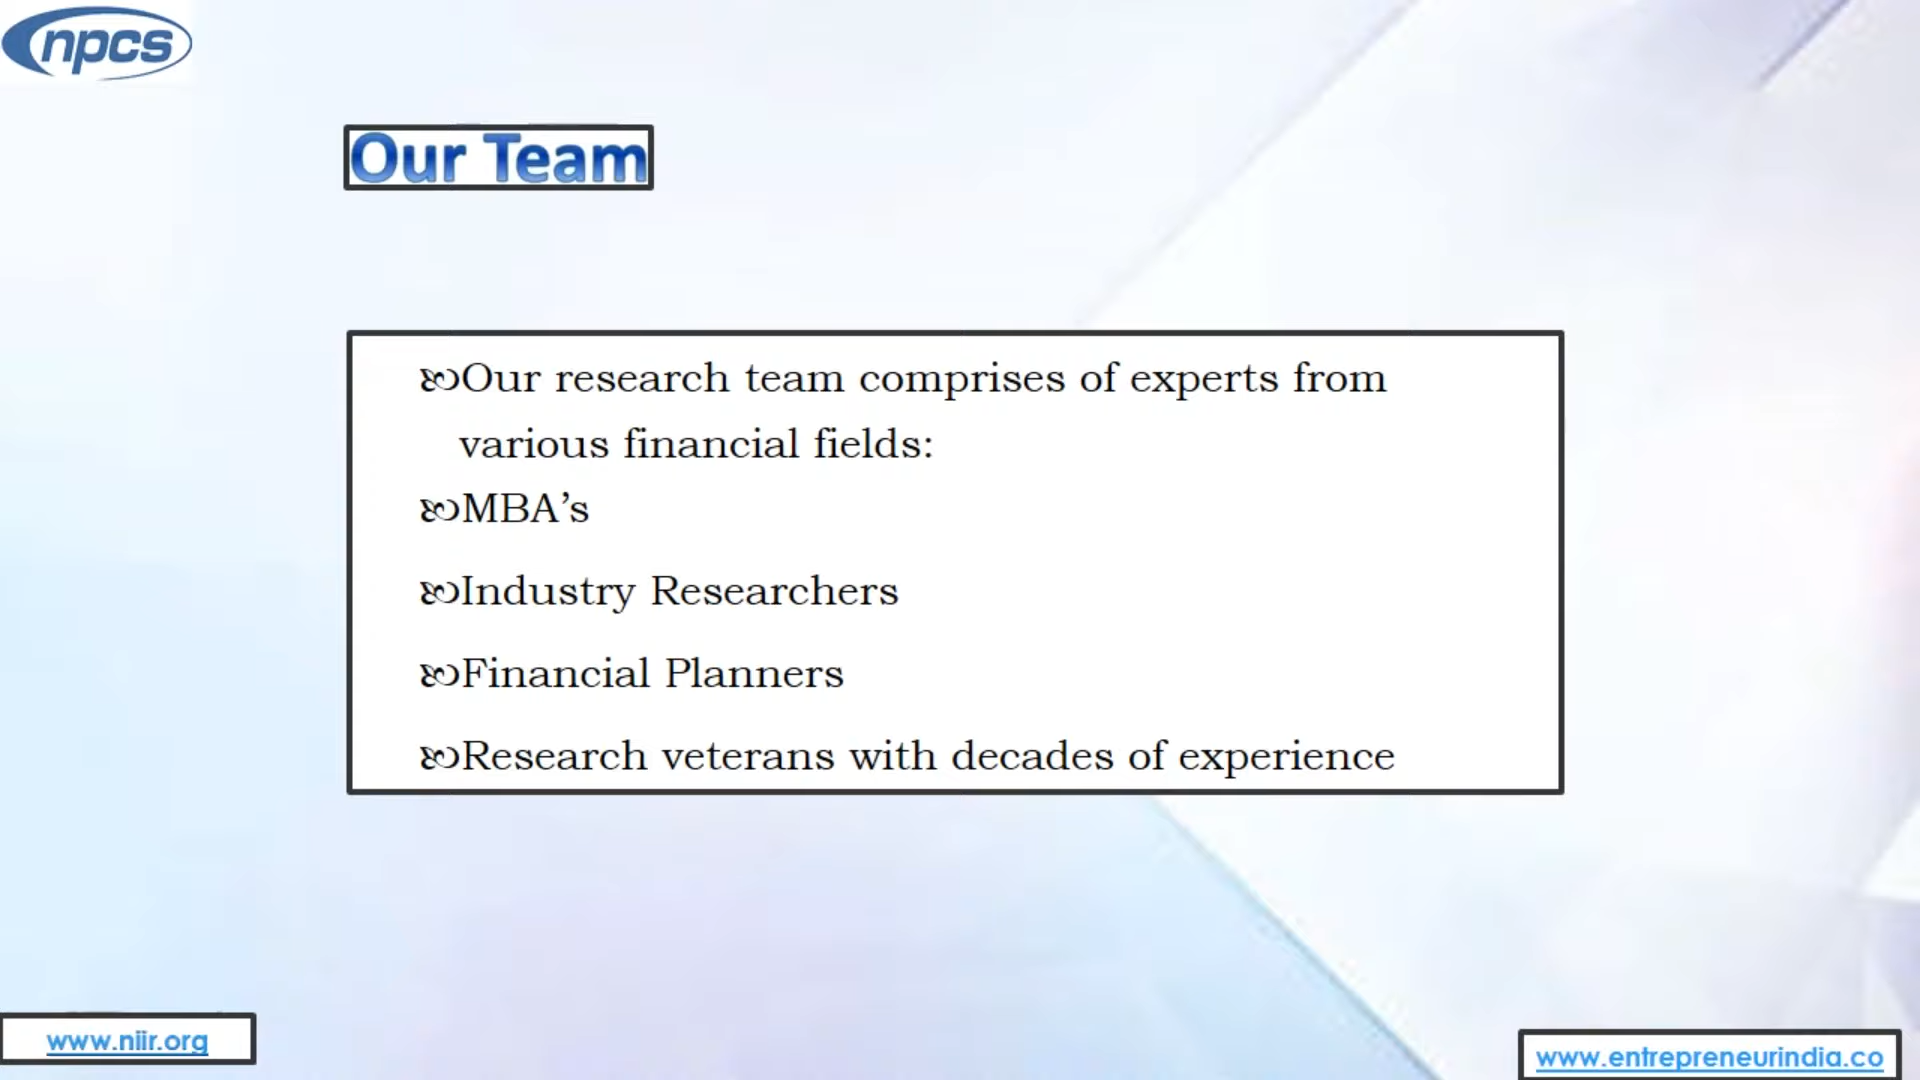 npcs
Our Team
Our research team comprises of experts from
various financial fields:
MBA’s
Industry Researchers
Financial Planners
Research veterans with decades of experience
www.niir.org
www.entrepreneurindia.co